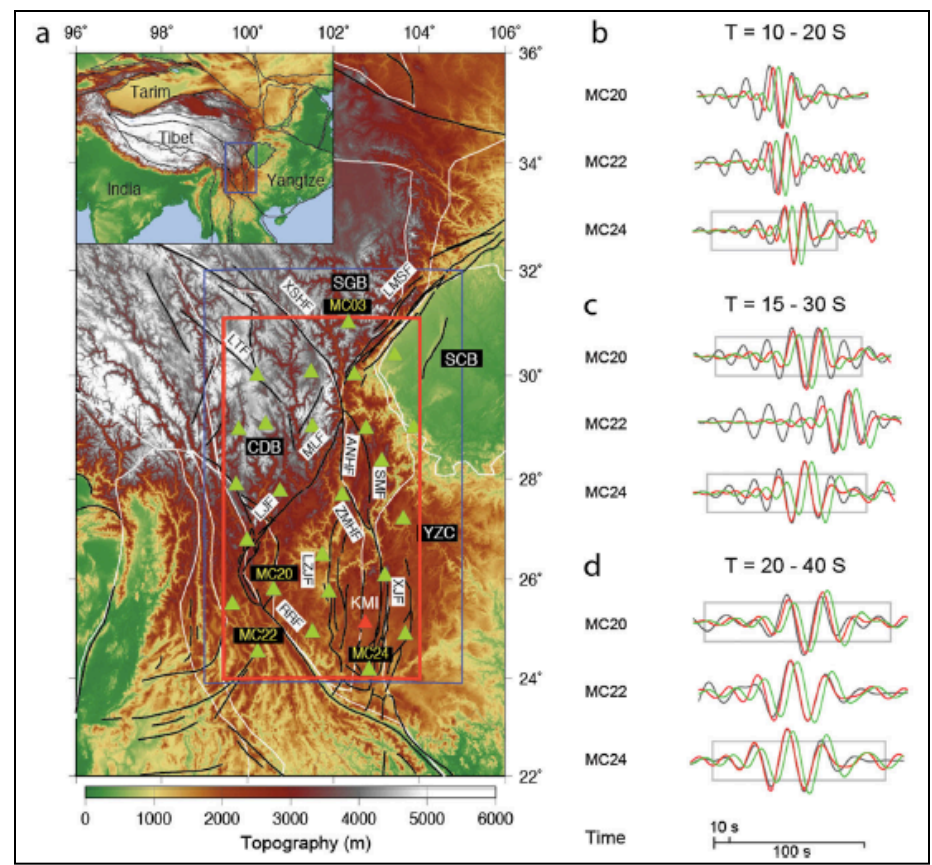 a
96° 98° 100° 102° 104° 106°
36°
34°
32°
30°
28°
26°
24°
22°
Tarim
Tibet
India
Yangtze
SGB
LMSF
XSHF
MC03
LTF
SCB
CDB
MLF
ANHF
SMF
LJF
ZMHF
YZC
LZJF
MC20
XJF
KMI
RRF
MC22
MC24
0 1000 2000 3000 4000 5000 6000
Topography (m)
b
T = 10 - 20 S
MC20
MC22
MC24
c
T = 15 - 30 S
MC20
MC22
MC24
d
T = 20 - 40 S
MC20
MC22
MC24
Time
10 s
100 s